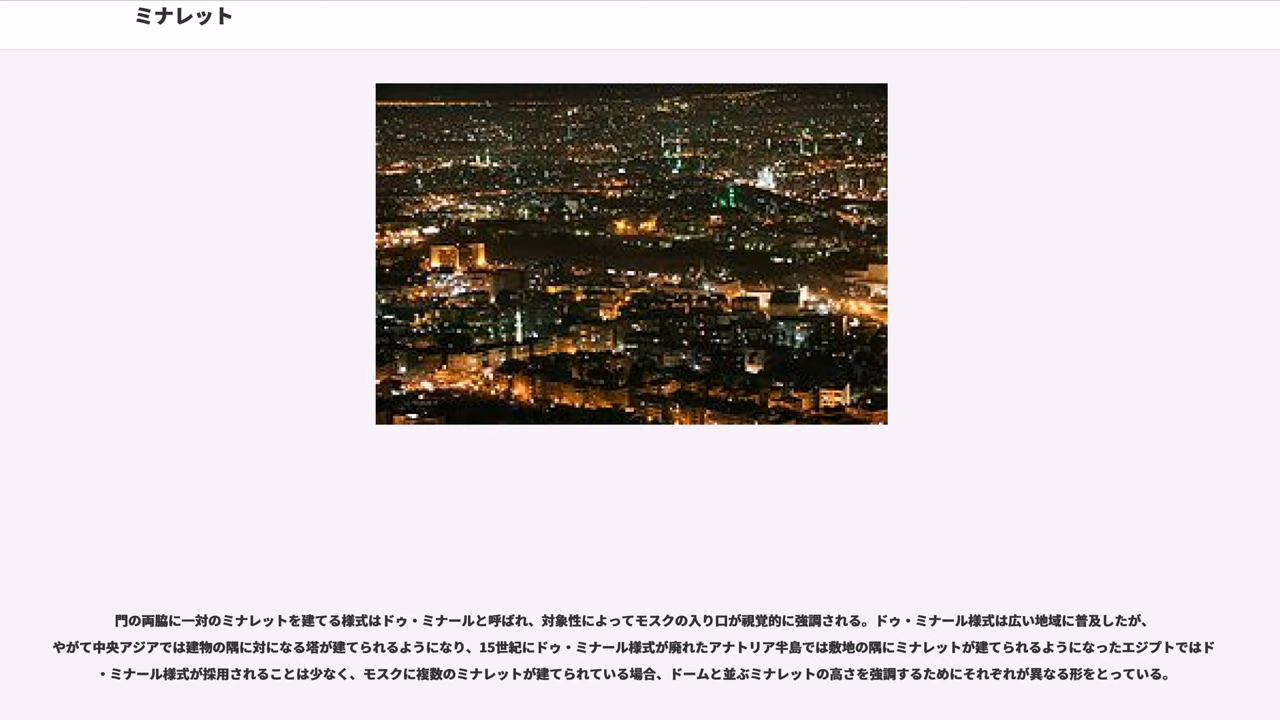 ミナレット
門の両脇に一対のミナレットを建てる様式はドゥ・ミナールと呼ばれ、対象性によってモスクの入り口が視覚的に強調される。ドゥ・ミナール様式は広い地域に普及したが、
やがて中央アジアでは建物の隅に対になる塔が建てられるようになり、15世紀にドゥ・ミナール様式が廃れたアナトリア半島では敷地の隅にミナレットが建てられるようになったエジプトではド
・ミナール様式が採用されることは少なく、モスクに複数のミナレットが建てられている場合、ドームと並ぶミナレットの高さを強調するためにそれぞれが異なる形をとっている。